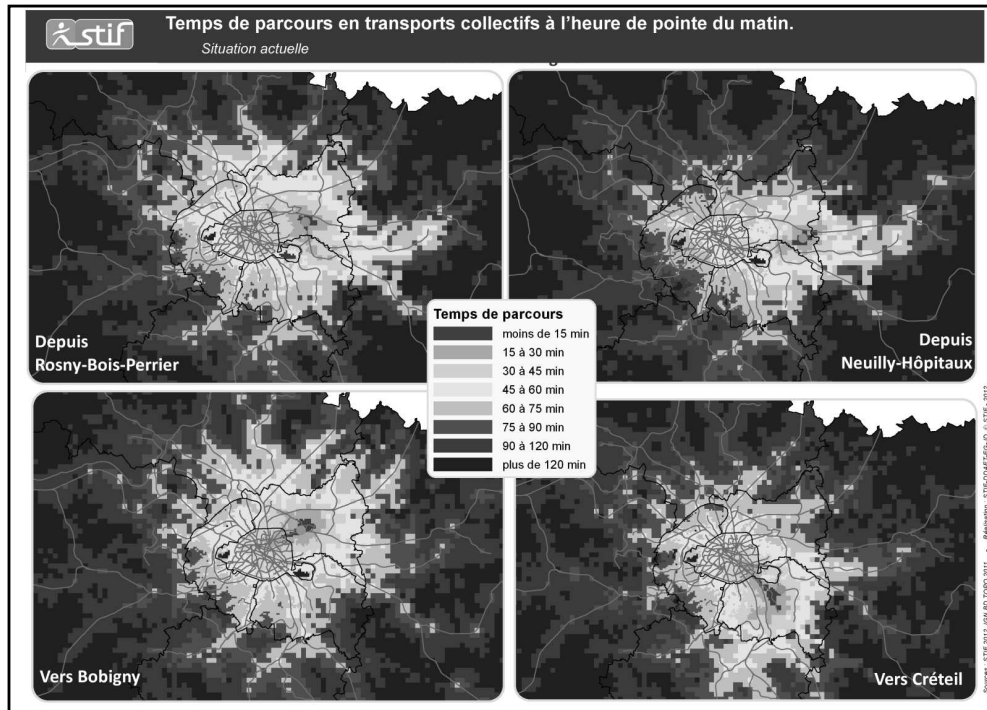 stif
Temps de parcours en transports collectifs à l'heure de pointe du matin.
Situation actuelle
Depuis
Rosny-Bois-Perrier
Depuis
Neuilly-Hôpitaux
Temps de parcours
moins de 15 min
15 à 30 min
30 à 45 min
45 à 60 min
60 à 75 min
75 à 90 min
90 à 120 min
plus de 120 min
Vers Bobigny
Vers Créteil